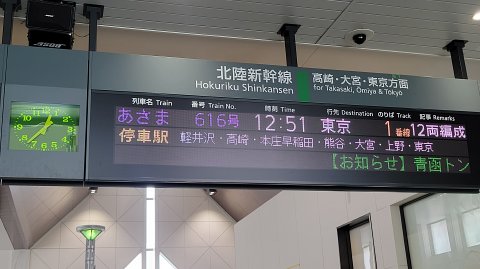 北陸新幹線 高崎・大宮・東京方面
Hokuriku Shinkansen for Takasaki, Omiya & Tokyo
列車名 Train 番号 Train No. 時刻 Time 行先 Destination のりば Track 記事 Remarks
あさま 616号 12:51 東京 1番線 12両編成
停車駅 軽井沢・高崎・本庄早稲田・熊谷・大宮・上野・東京
【お知らせ】青函トン